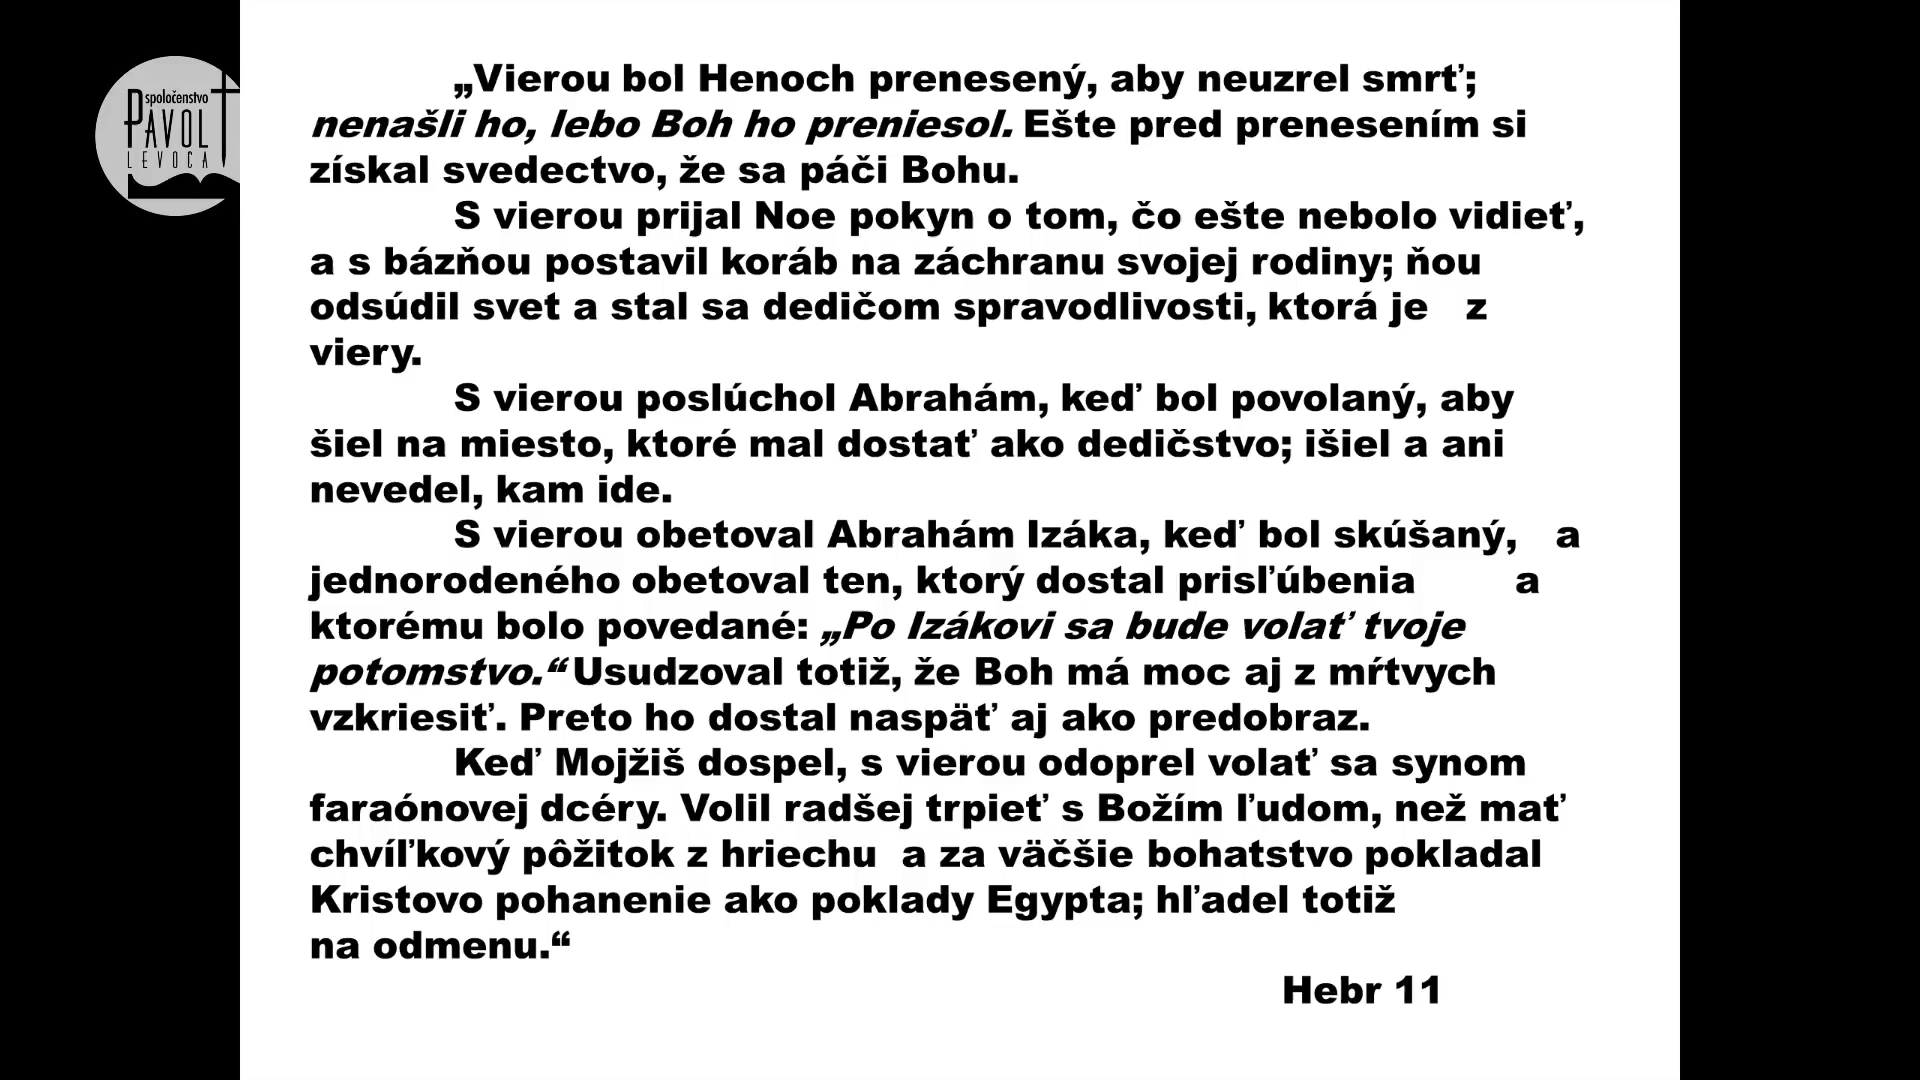 spoločenstvo
PAVOL
LEVOČA
„Vierou bol Henoch prenesený, aby neuzrel smrť;
nenašli ho, lebo Boh ho preniesol. Ešte pred prenesením si
získal svedectvo, že sa páči Bohu.
S vierou prijal Noe pokyn o tom, čo ešte nebolo vidieť,
a s bázňou postavil koráb na záchranu svojej rodiny; ňou
odsúdil svet a stal sa dedičom spravodlivosti, ktorá je z
viery.
S vierou poslúchol Abrahám, keď bol povolaný, aby
šiel na miesto, ktoré mal dostať ako dedičstvo; išiel a ani
nevedel, kam ide.
S vierou obetoval Abrahám Izáka, keď bol skúšaný, a
jednorodeného obetoval ten, ktorý dostal prisľúbenia a
ktorému bolo povedané: „Po Izákovi sa bude volať tvoje
potomstvo.“ Usudzoval totiž, že Boh má moc aj z mŕtvych
vzkriesiť. Preto ho dostal naspäť aj ako predobraz.
Keď Mojžiš dospel, s vierou odoprel volať sa synom
faraónovej dcéry. Volil radšej trpieť s Božím ľudom, než mať
chvíľkový pôžitok z hriechu a za väčšie bohatstvo pokladal
Kristovo pohanenie ako poklady Egypta; hľadel totiž
na odmenu.“
Hebr 11